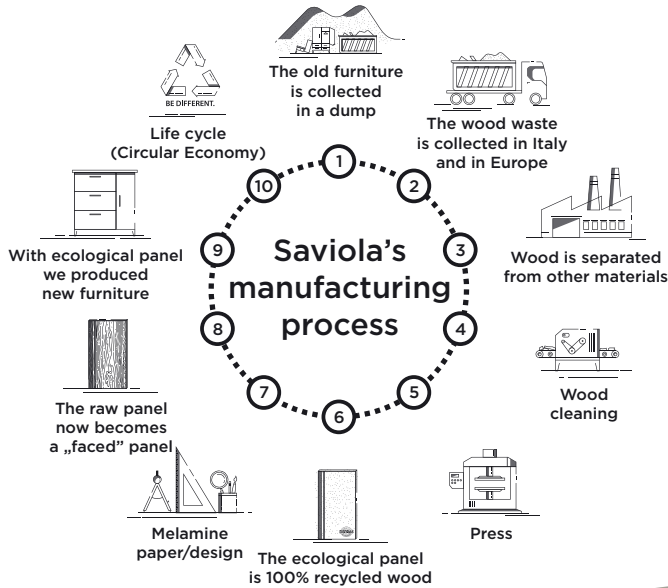 The old furniture
is collected
in a dump
BE DIFFERENT.
Life cycle
(Circular Economy)
The wood waste
is collected in Italy
and in Europe
1
10
2
With ecological panel
we produced
new furniture
9
Saviola's
manufacturing
process
3
Wood is separated
from other materials
8
4
The raw panel
now becomes
a „faced” panel
7
5
Wood
cleaning
6
Melamine
paper/design
The ecological panel
is 100% recycled wood
Press